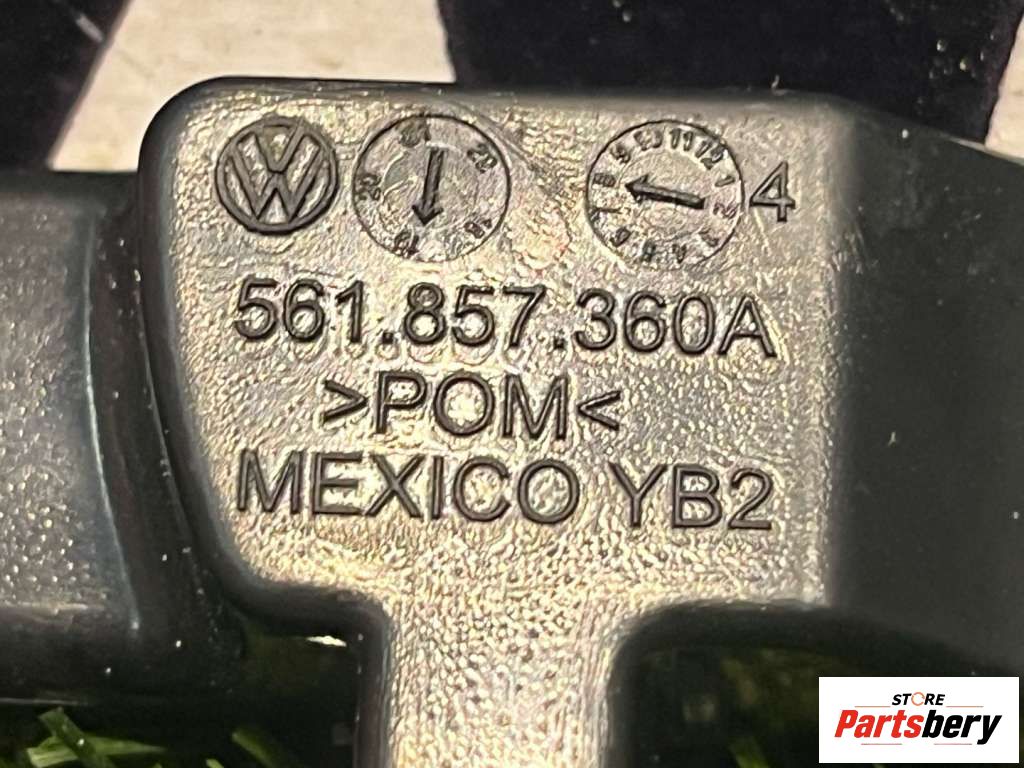 4
561.857.360A
>POM<
MEXICO YB2
STORE
Partsbery